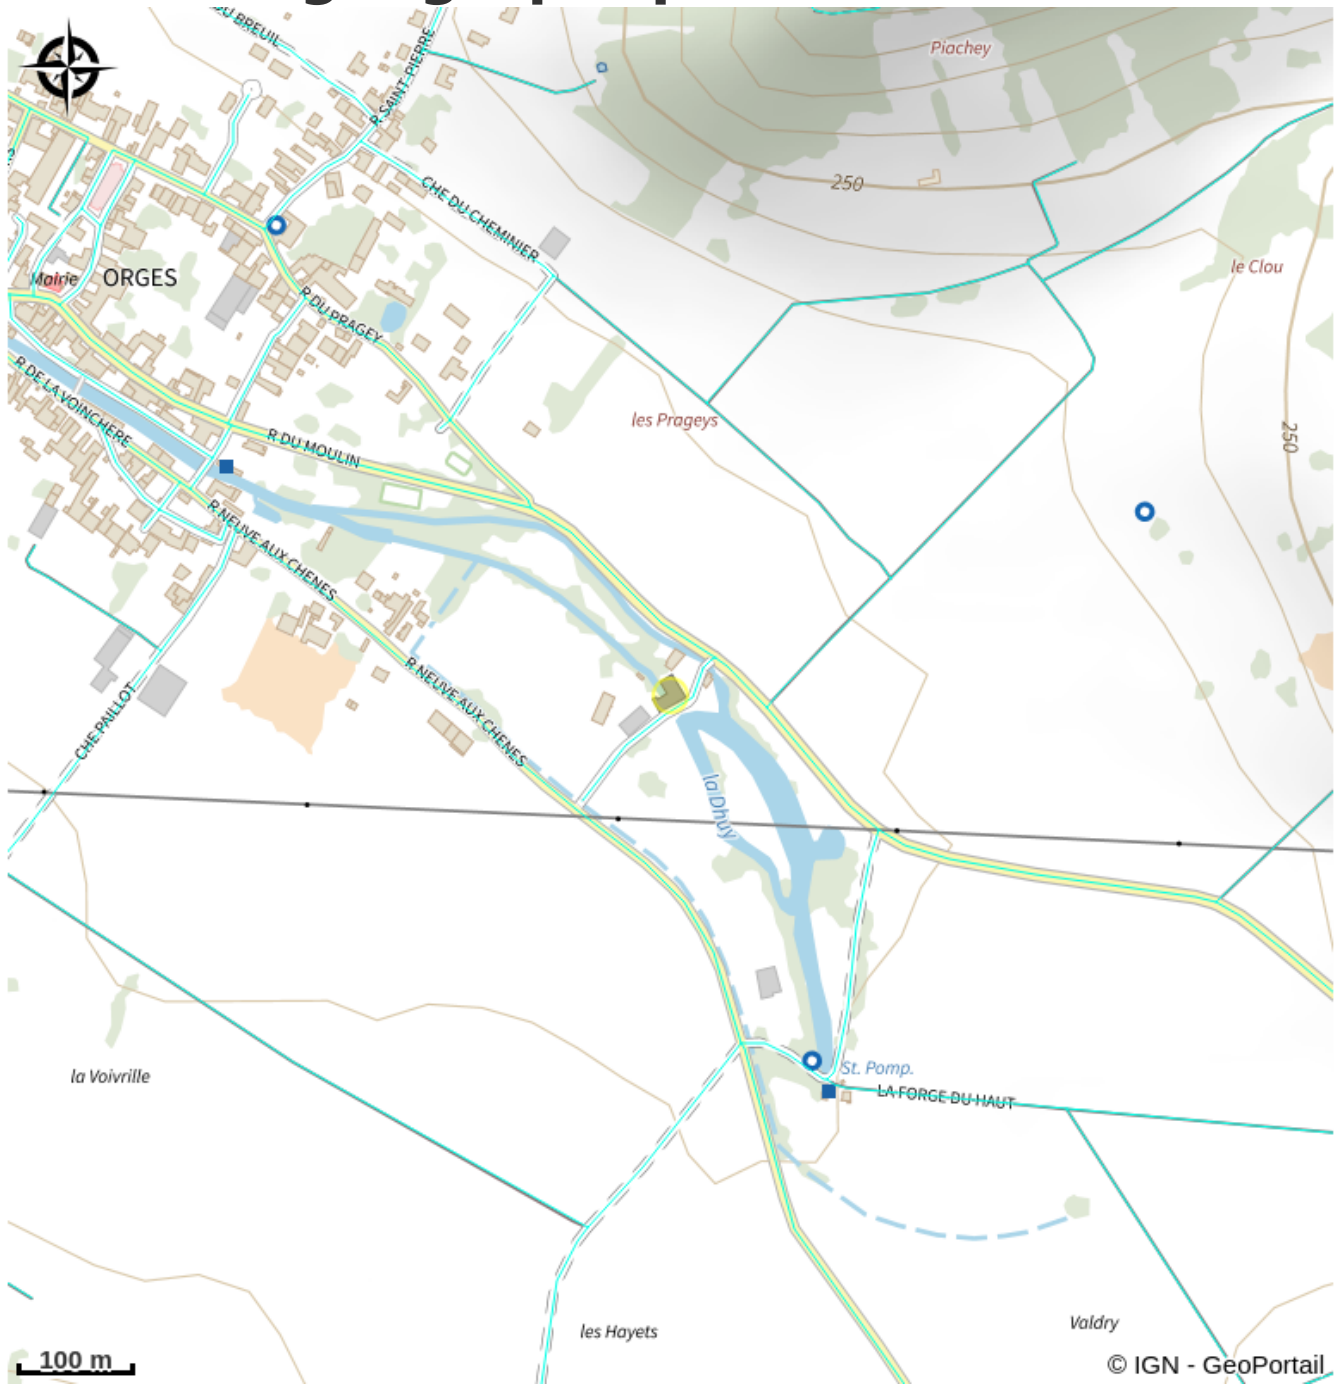 DU BREUIL
R SAINT-PIERRE
Piachey
CHE DU CHEMINIER
250
le Clou
Mairie
ORGES
R DU PRAGEY
R DE LA VOINCHERE
les Prageys
250
R DU MOULIN
R NEUVE AUX CHENES
R NEUVE AUX CHENES
CHE PAILLOT
la Dhuy
St. Pomp.
la Voivrille
LA FORGE DU HAUT
les Hayets
Valdry
100 m
© IGN - GeoPortail